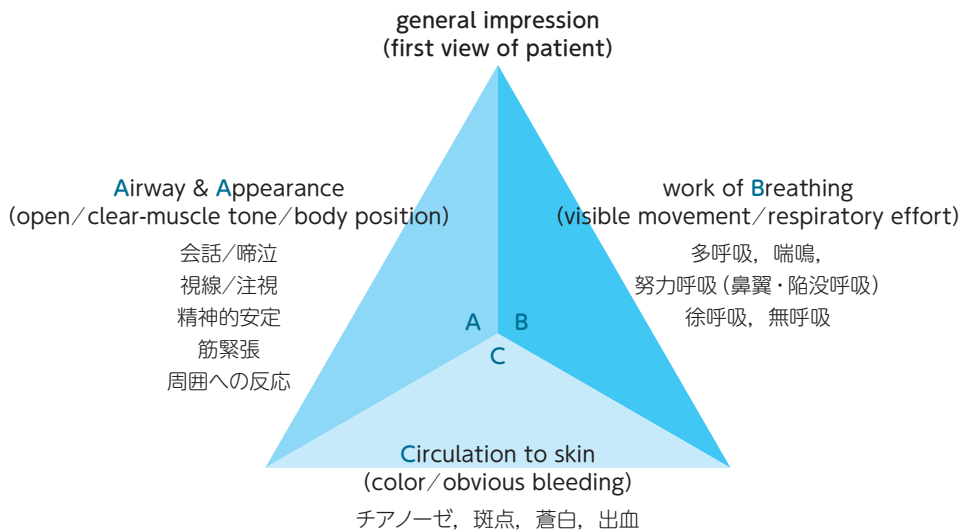 general impression
(first view of patient)
Airway & Appearance
(open/clear-muscle tone/body position)
会話/啼泣
視線/注視
精神的安定
筋緊張
周囲への反応
work of Breathing
(visible movement/respiratory effort)
多呼吸，喘鳴，
努力呼吸（鼻翼・陥没呼吸）
徐呼吸，無呼吸
A
B
C
Circulation to skin
(color/obvious bleeding)
チアノーゼ，斑点，蒼白，出血